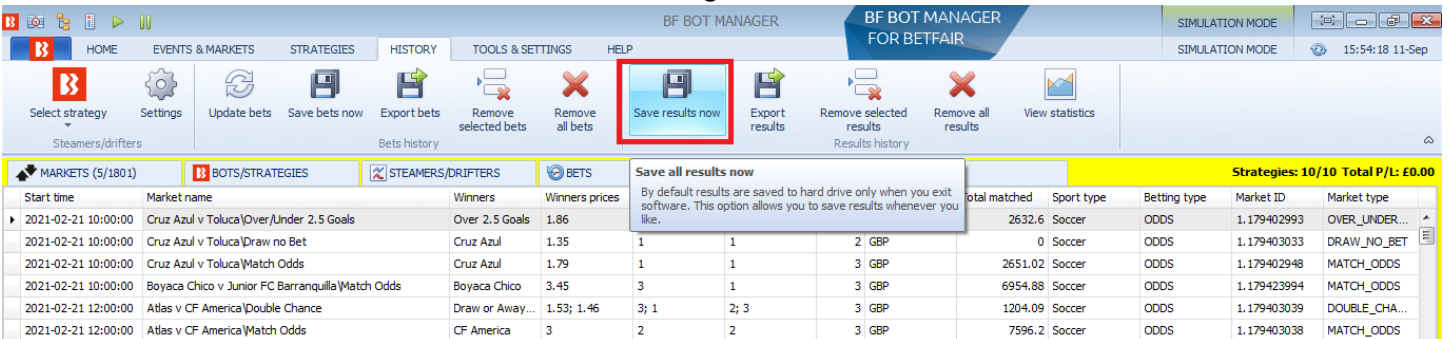 BF BOT MANAGER
BF BOT MANAGER
FOR BETFAIR
SIMULATION MODE
HOME EVENTS & MARKETS STRATEGIES HISTORY TOOLS & SETTINGS HELP
SIMULATION MODE 15:54:18 11-Sep
Select strategy Settings Update bets Save bets now Export bets Remove selected bets Remove all bets Save results now Export results Remove selected results Remove all results View statistics
Steamers/drifters Bets history Results history
MARKETS (5/1801) BOTS/STRATEGIES STEAMERS/DRIFTERS BETS Strategies: 10/10 Total P/L: £0.00
Save all results now
By default results are saved to hard drive only when you exit
software. This option allows you to save results whenever you
like.
Start time Market name Winners Winners prices Total matched Sport type Betting type Market ID Market type
2021-02-21 10:00:00 Cruz Azul v Toluca\Over/Under 2.5 Goals Over 2.5 Goals 1.86 2632.6 Soccer ODDS 1.179402993 OVER_UNDER...
2021-02-21 10:00:00 Cruz Azul v Toluca\Draw no Bet Cruz Azul 1.35 1 1 2 GBP 0 Soccer ODDS 1.179403033 DRAW_NO_BET
2021-02-21 10:00:00 Cruz Azul v Toluca\Match Odds Cruz Azul 1.79 1 1 3 GBP 2651.02 Soccer ODDS 1.179402948 MATCH_ODDS
2021-02-21 10:00:00 Boyaca Chico v Junior FC Barranquilla\Match Odds Boyaca Chico 3.45 3 1 3 GBP 6954.88 Soccer ODDS 1.179423994 MATCH_ODDS
2021-02-21 12:00:00 Atlas v CF America\Double Chance Draw or Away... 1.53; 1.46 3; 1 2; 3 3 GBP 1204.09 Soccer ODDS 1.179403039 DOUBLE_CHA...
2021-02-21 12:00:00 Atlas v CF America\Match Odds CF America 3 2 2 3 GBP 7596.2 Soccer ODDS 1.179403038 MATCH_ODDS